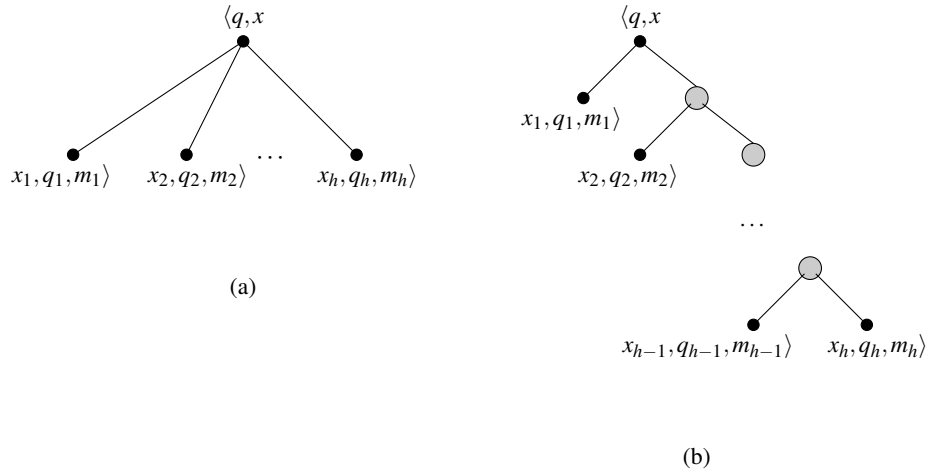 ⟨q,x
x₁,q₁,m₁⟩
x₂,q₂,m₂⟩
...
xₕ,qₕ,mₕ⟩
(a)
⟨q,x
x₁,q₁,m₁⟩
x₂,q₂,m₂⟩
...
xₕ₋₁,qₕ₋₁,mₕ₋₁⟩
xₕ,qₕ,mₕ⟩
(b)